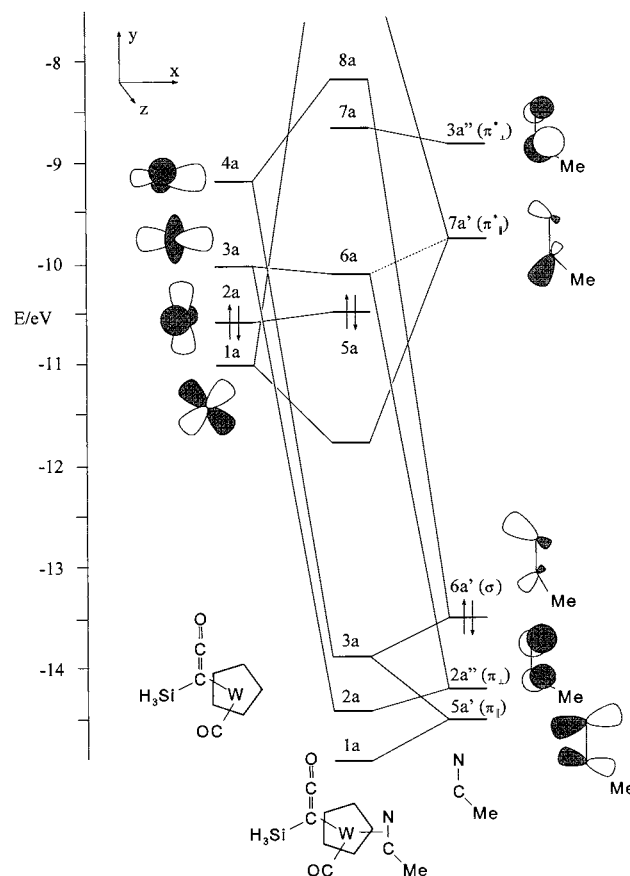 y
x
z
E/eV
-8
-9
-10
-11
-12
-13
-14
4a
3a
2a
1a
8a
7a
6a
5a
3a
2a
1a
3a'' (π*⊥)
7a' (π*∥)
6a' (σ)
2a'' (π⊥)
5a' (π∥)
Me
Me
Me
Me
Me
O
C
C
H3Si
W
OC
O
C
C
H3Si
W
N
C
OC
Me
N
C
Me